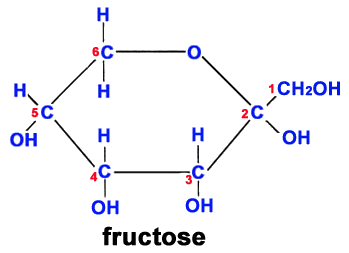 H
6 C O
H H 1 CH2OH
5 C 2 C
OH H H OH
4 C 3 C
OH OH
fructose